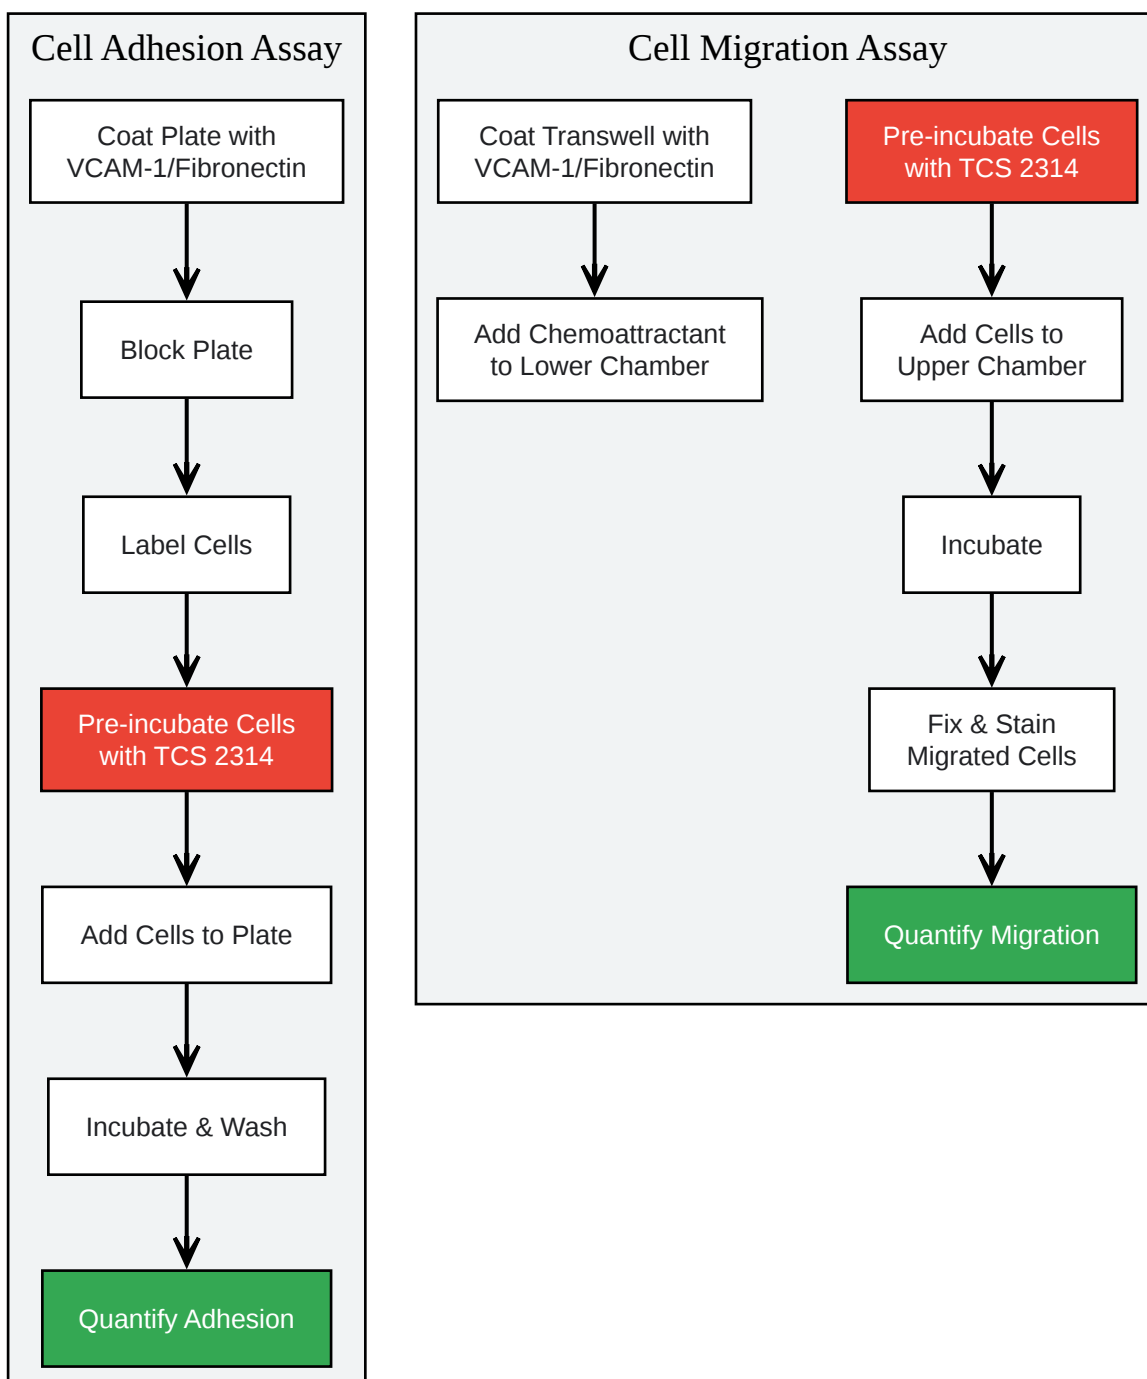 Cell Adhesion Assay
Coat Plate with
VCAM-1/Fibronectin
Block Plate
Label Cells
Pre-incubate Cells
with TCS 2314
Add Cells to Plate
Incubate & Wash
Quantify Adhesion
Cell Migration Assay
Coat Transwell with
VCAM-1/Fibronectin
Add Chemoattractant
to Lower Chamber
Pre-incubate Cells
with TCS 2314
Add Cells to
Upper Chamber
Incubate
Fix & Stain
Migrated Cells
Quantify Migration